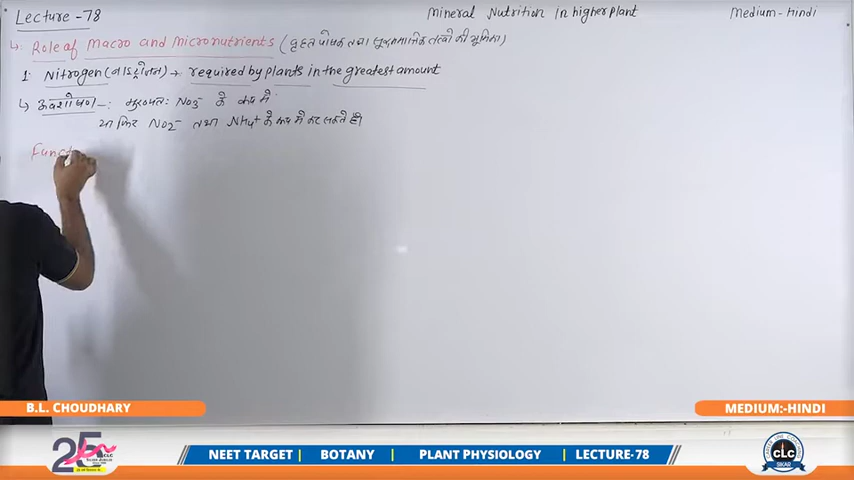 Lecture -78
Mineral Nutrition in higher plant
Medium - hindi
↳: Role of Macro and micronutrients (वृहत पोषक तथा सूक्ष्ममात्रिक तत्वों की भूमिका)
1: Nitrogen (नाइट्रोजन) → required by plants in the greatest amount
↳ अवशोषण -: मुख्यतः NO3- के रूप में
या फिर NO2- तथा NH4+ के रूप में कर सकते हैं।
Funct
B.L. CHOUDHARY
MEDIUM:-HINDI
25
NEET TARGET | BOTANY | PLANT PHYSIOLOGY | LECTURE-78
CLC
SIKAR